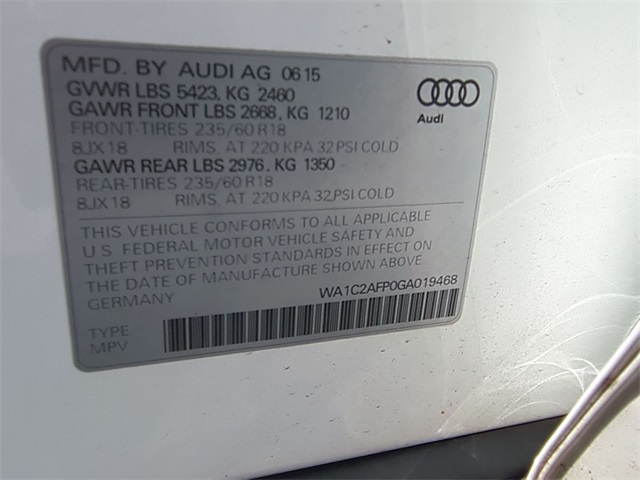 MFD. BY AUDI AG 06 15
GVWR LBS 5423, KG 2460
GAWR FRONT LBS 2668, KG 1210
FRONT-TIRES 235/60 R18
8JX18 RIMS, AT 220 KPA 32 PSI COLD
GAWR REAR LBS 2976, KG 1350
REAR-TIRES 235/60 R18
8JX18 RIMS, AT 220 KPA 32,PSI COLD
Audi
THIS VEHICLE CONFORMS TO ALL APPLICABLE
U S FEDERAL MOTOR VEHICLE SAFETY AND
THEFT PREVENTION STANDARDS IN EFFECT ON
THE DATE OF MANUFACTURE SHOWN ABOVE
GERMANY
WA1C2AFP0GA019468
TYPE
MPV